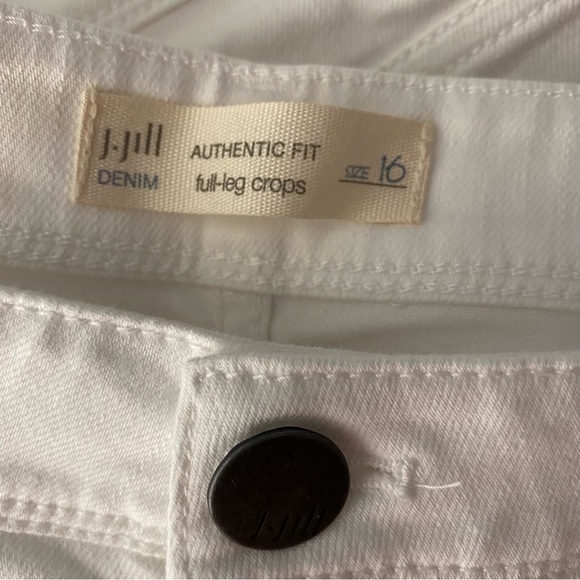 J.Jill AUTHENTIC FIT SIZE 16
DENIM full-leg crops
J.Jill